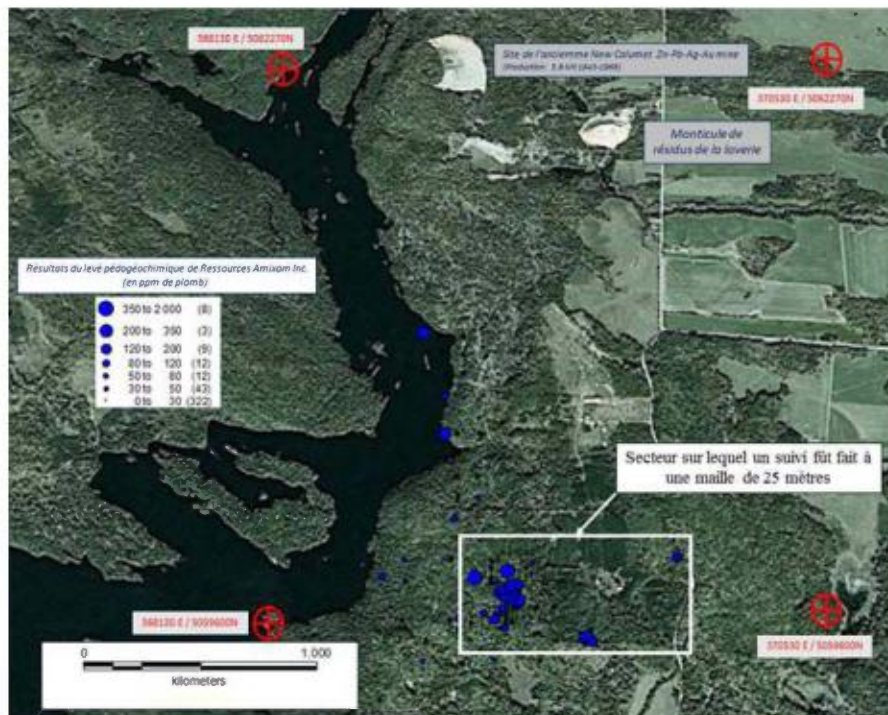 368130 E / 5062270N
Site de l'ancienne New Calumet Zn-Pb-Ag-Au mine
370530 E / 5062270N
Monticule de
résidus de la laverie
Résultats du levé pédogéochimique de Ressources Amixam Inc.
(en ppm de plomb)
350 to 2 000 (8)
200 to 350 (3)
120 to 200 (9)
80 to 120 (12)
50 to 80 (12)
30 to 50 (43)
0 to 30 (322)
Secteur sur lequel un suivi fût fait à
une maille de 25 mètres
368130 E / 5059600N
370530 E / 5059600N
0 1,000
Kilometers